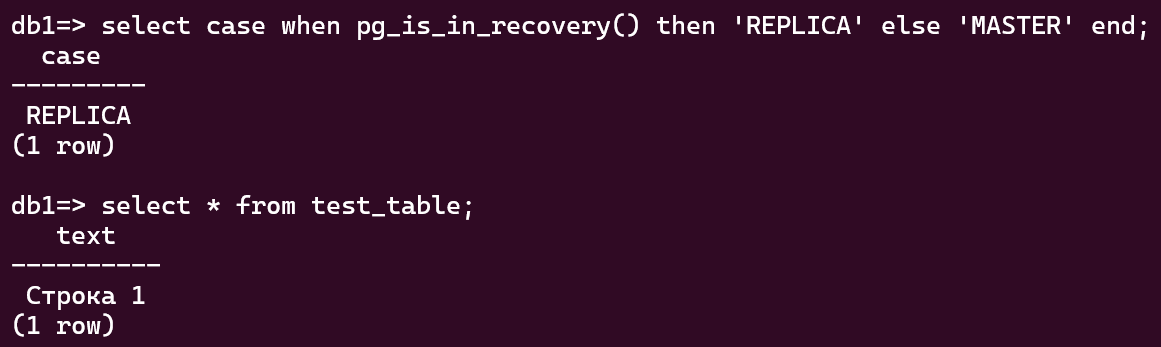 db1=> select case when pg_is_in_recovery() then 'REPLICA' else 'MASTER' end;
  case
---------
 REPLICA
(1 row)

db1=> select * from test_table;
   text
----------
 Строка 1
(1 row)